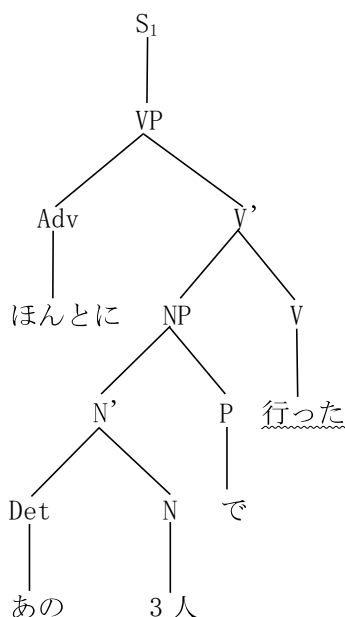 S₁
VP
Adv V’
ほんとに NP V
N’ P 行った
Det N で
あの 3人